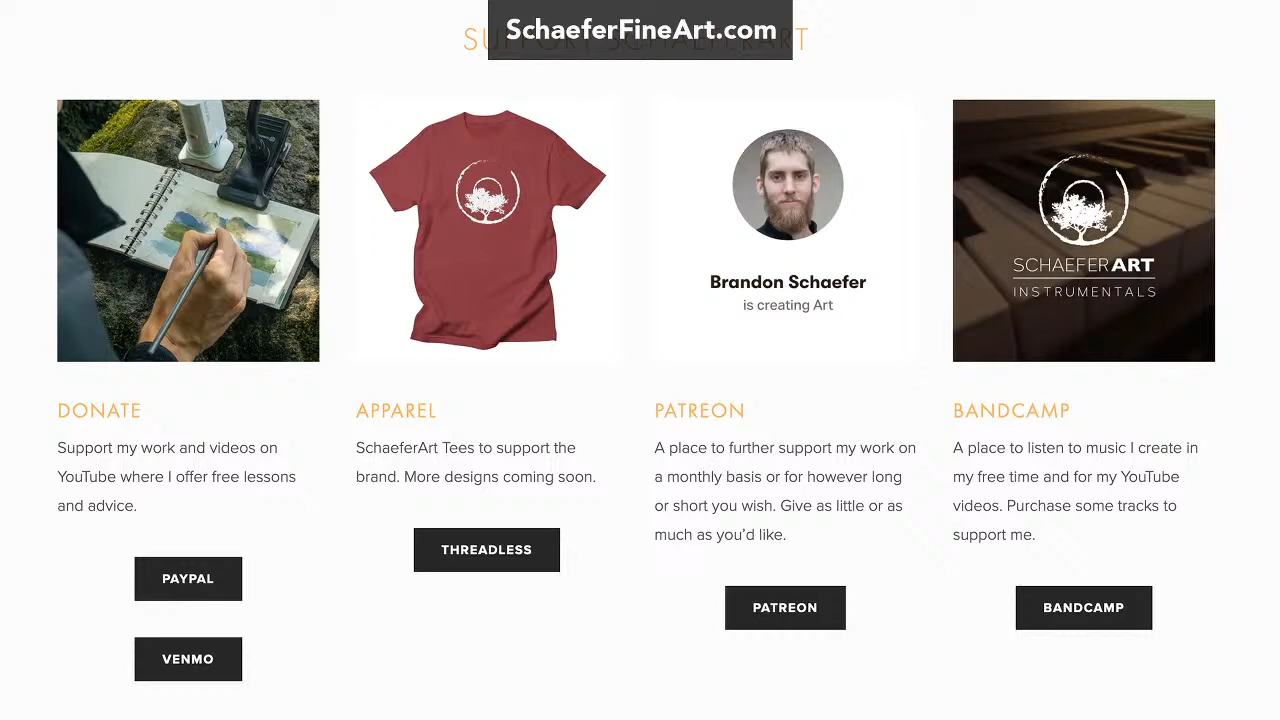 SchaeferFineArt.com
SUPPORT SCHAEFERART
SCHAEFERART
INSTRUMENTALS
Brandon Schaefer
is creating Art
DONATE
Support my work and videos on
YouTube where I offer free lessons
and advice.
PAYPAL
VENMO
APPAREL
SchaeferArt Tees to support the
brand. More designs coming soon.
THREADLESS
PATREON
A place to further support my work on
a monthly basis or for however long
or short you wish. Give as little or as
much as you'd like.
PATREON
BANDCAMP
A place to listen to music I create in
my free time and for my YouTube
videos. Purchase some tracks to
support me.
BANDCAMP